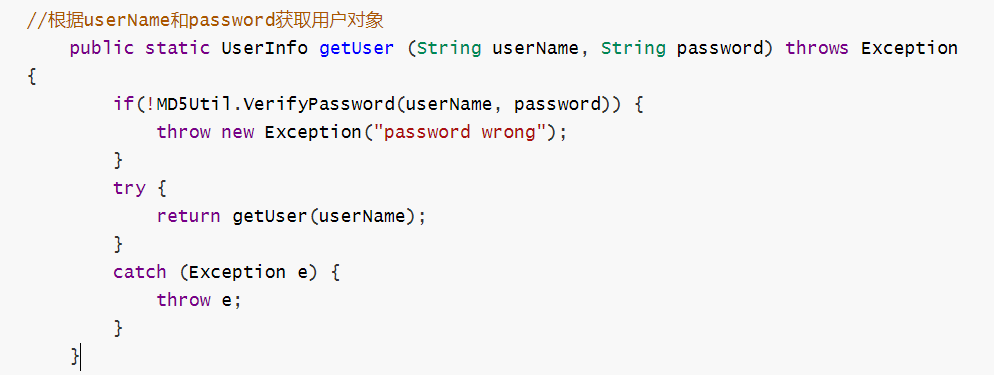 //根据userName和password获取用户对象
public static UserInfo getUser (String userName, String password) throws Exception
{
if(!MD5Util.VerifyPassword(userName, password)) {
throw new Exception("password wrong");
}
try {
return getUser(userName);
}
catch (Exception e) {
throw e;
}
}